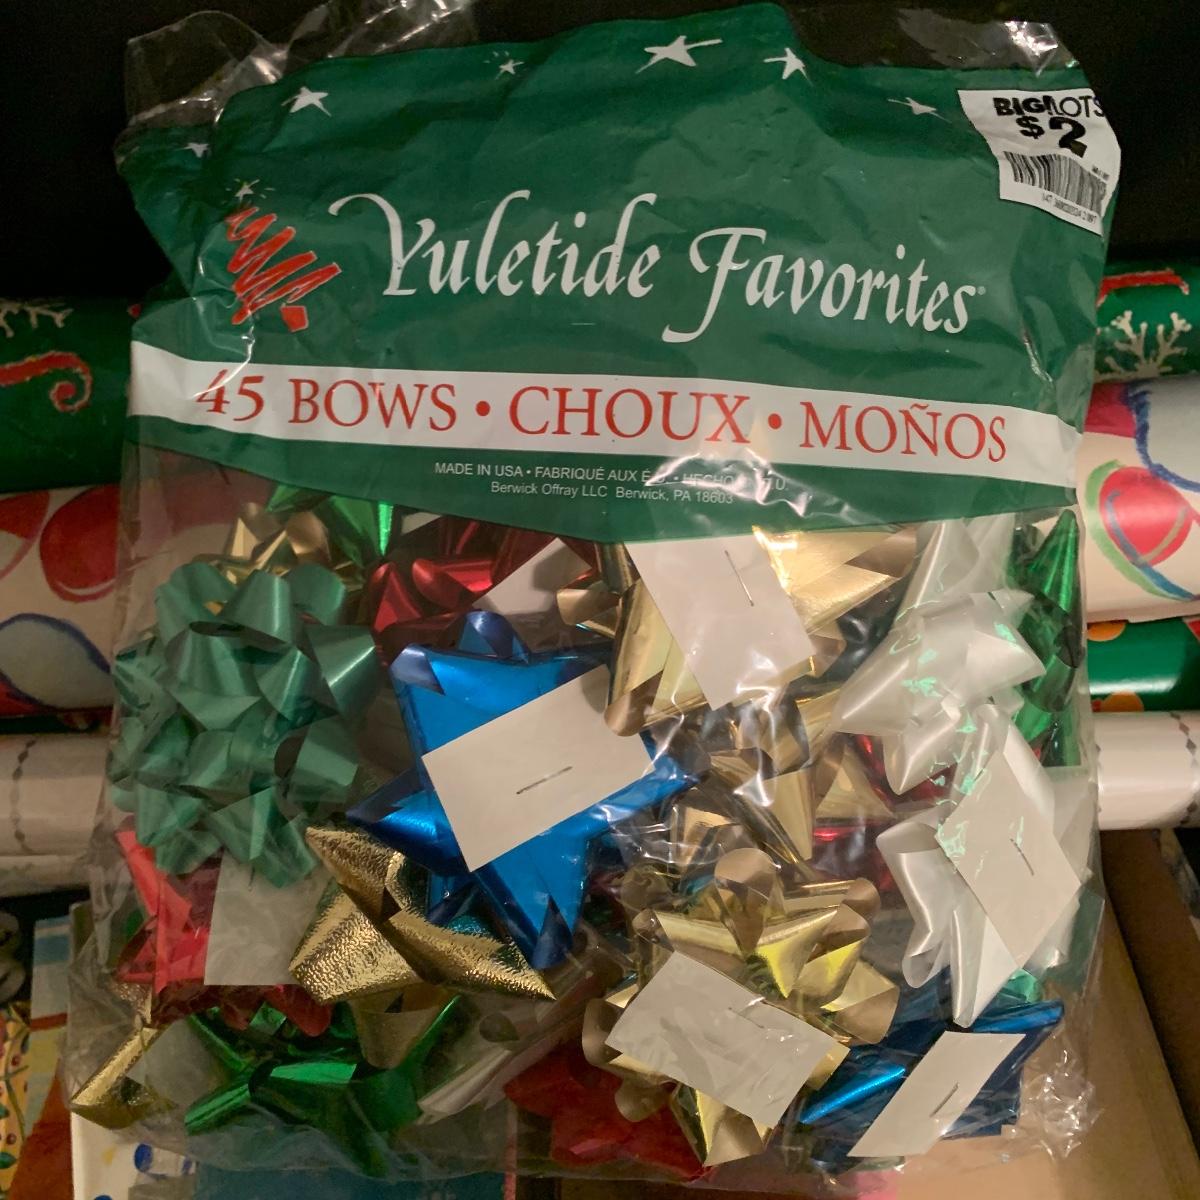 BIG LOTS
$2
Yuletide Favorites®
45 BOWS • CHOUX • MOÑOS
MADE IN USA • FABRIQUÉ AUX É.U. • HECHO U.
Berwick Offray LLC Berwick, PA 18603